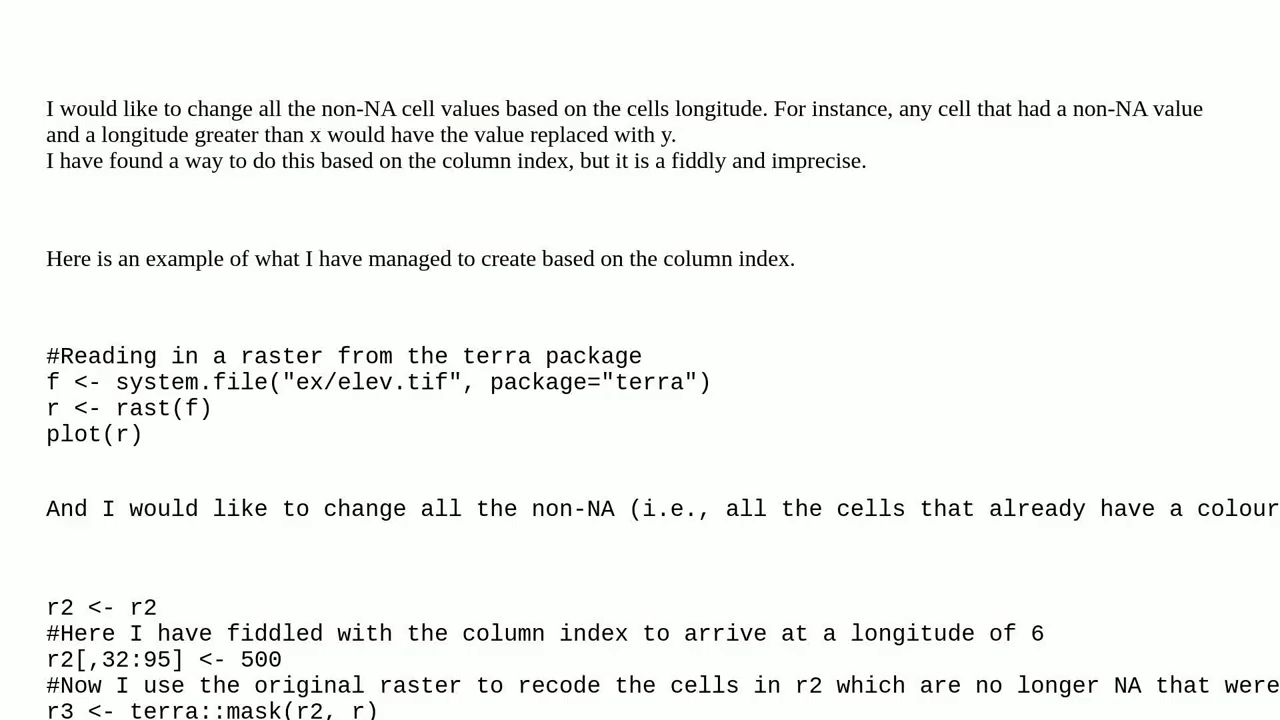 I would like to change all the non-NA cell values based on the cells longitude. For instance, any cell that had a non-NA value
and a longitude greater than x would have the value replaced with y.
I have found a way to do this based on the column index, but it is a fiddly and imprecise.
Here is an example of what I have managed to create based on the column index.
#Reading in a raster from the terra package
f <- system.file("ex/elev.tif", package="terra")
r <- rast(f)
plot(r)
And I would like to change all the non-NA (i.e., all the cells that already have a colour
r2 <- r2
#Here I have fiddled with the column index to arrive at a longitude of 6
r2[,32:95] <- 500
#Now I use the original raster to recode the cells in r2 which are no longer NA that were
r3 <- terra::mask(r2, r)